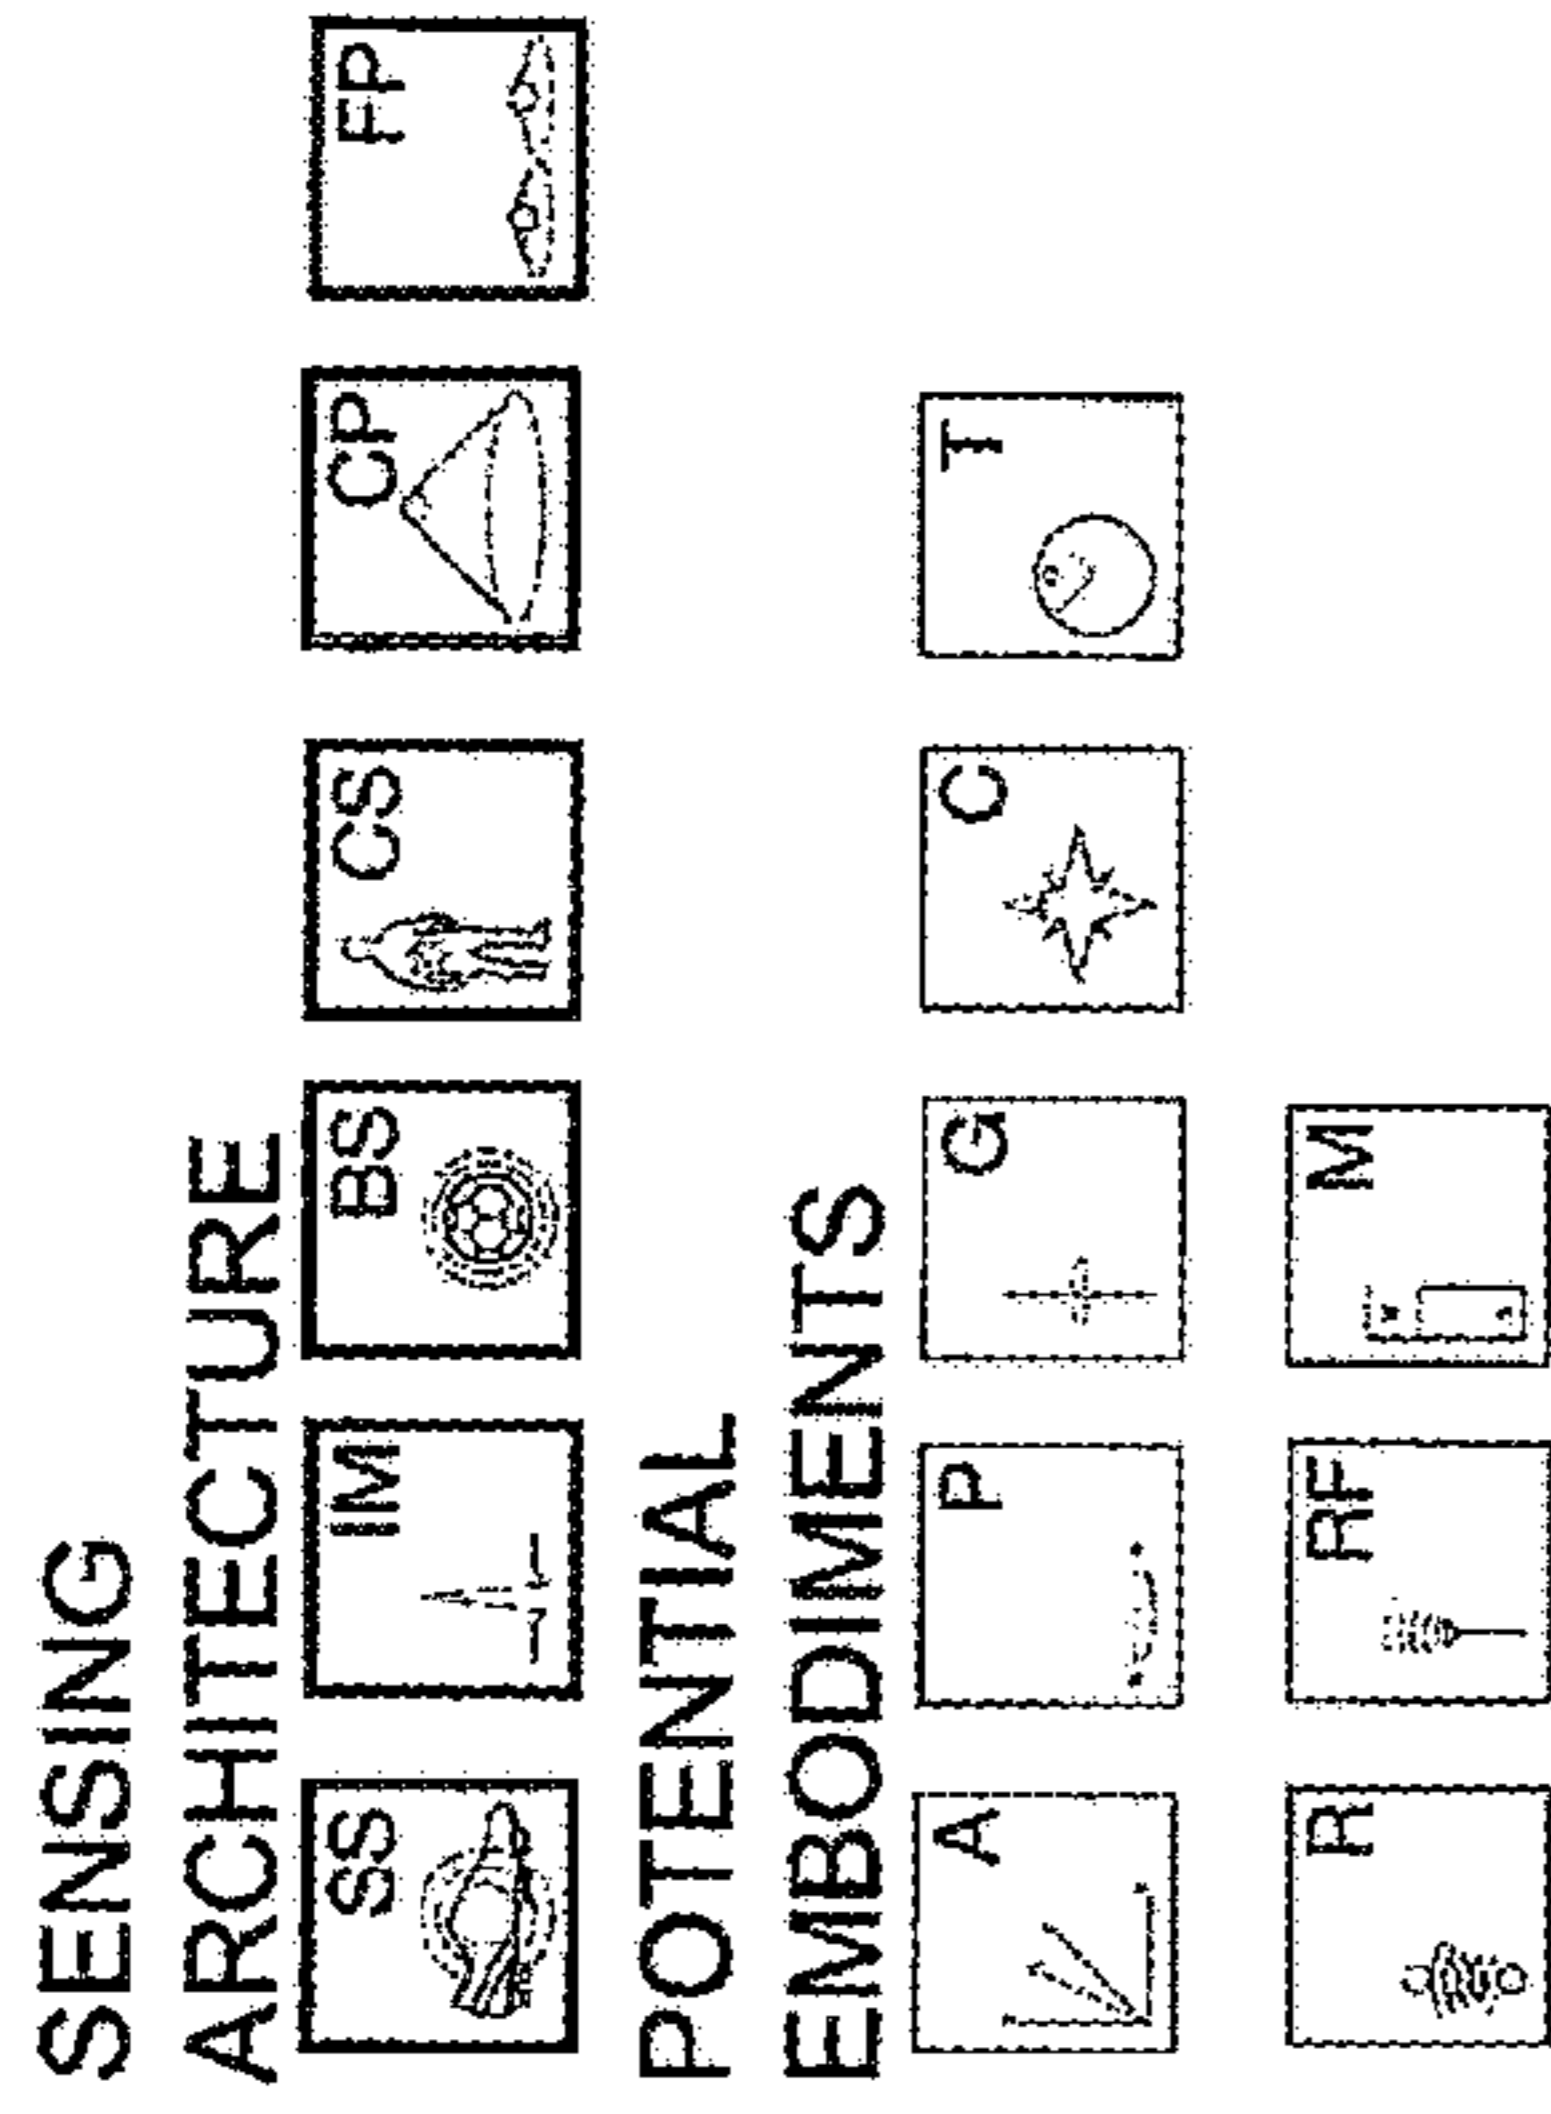 SENSING
ARCHITECTURE
SS IM BS CS CP FP
POTENTIAL
EMBODIMENTS
A P G C T
R RF M